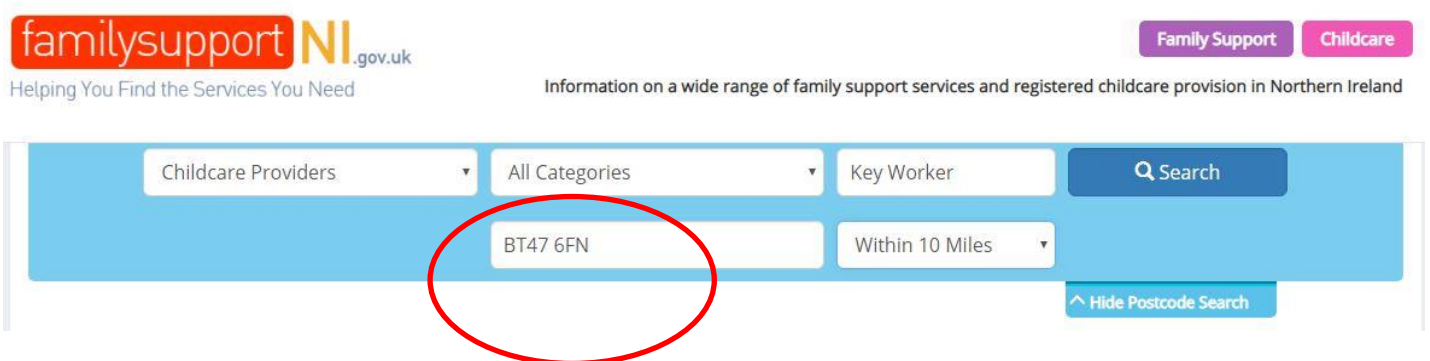 familysupport NI.gov.uk
Family Support Childcare
Helping You Find the Services You Need
Information on a wide range of family support services and registered childcare provision in Northern Ireland
Childcare Providers All Categories Key Worker Search
BT47 6FN Within 10 Miles
Hide Postcode Search